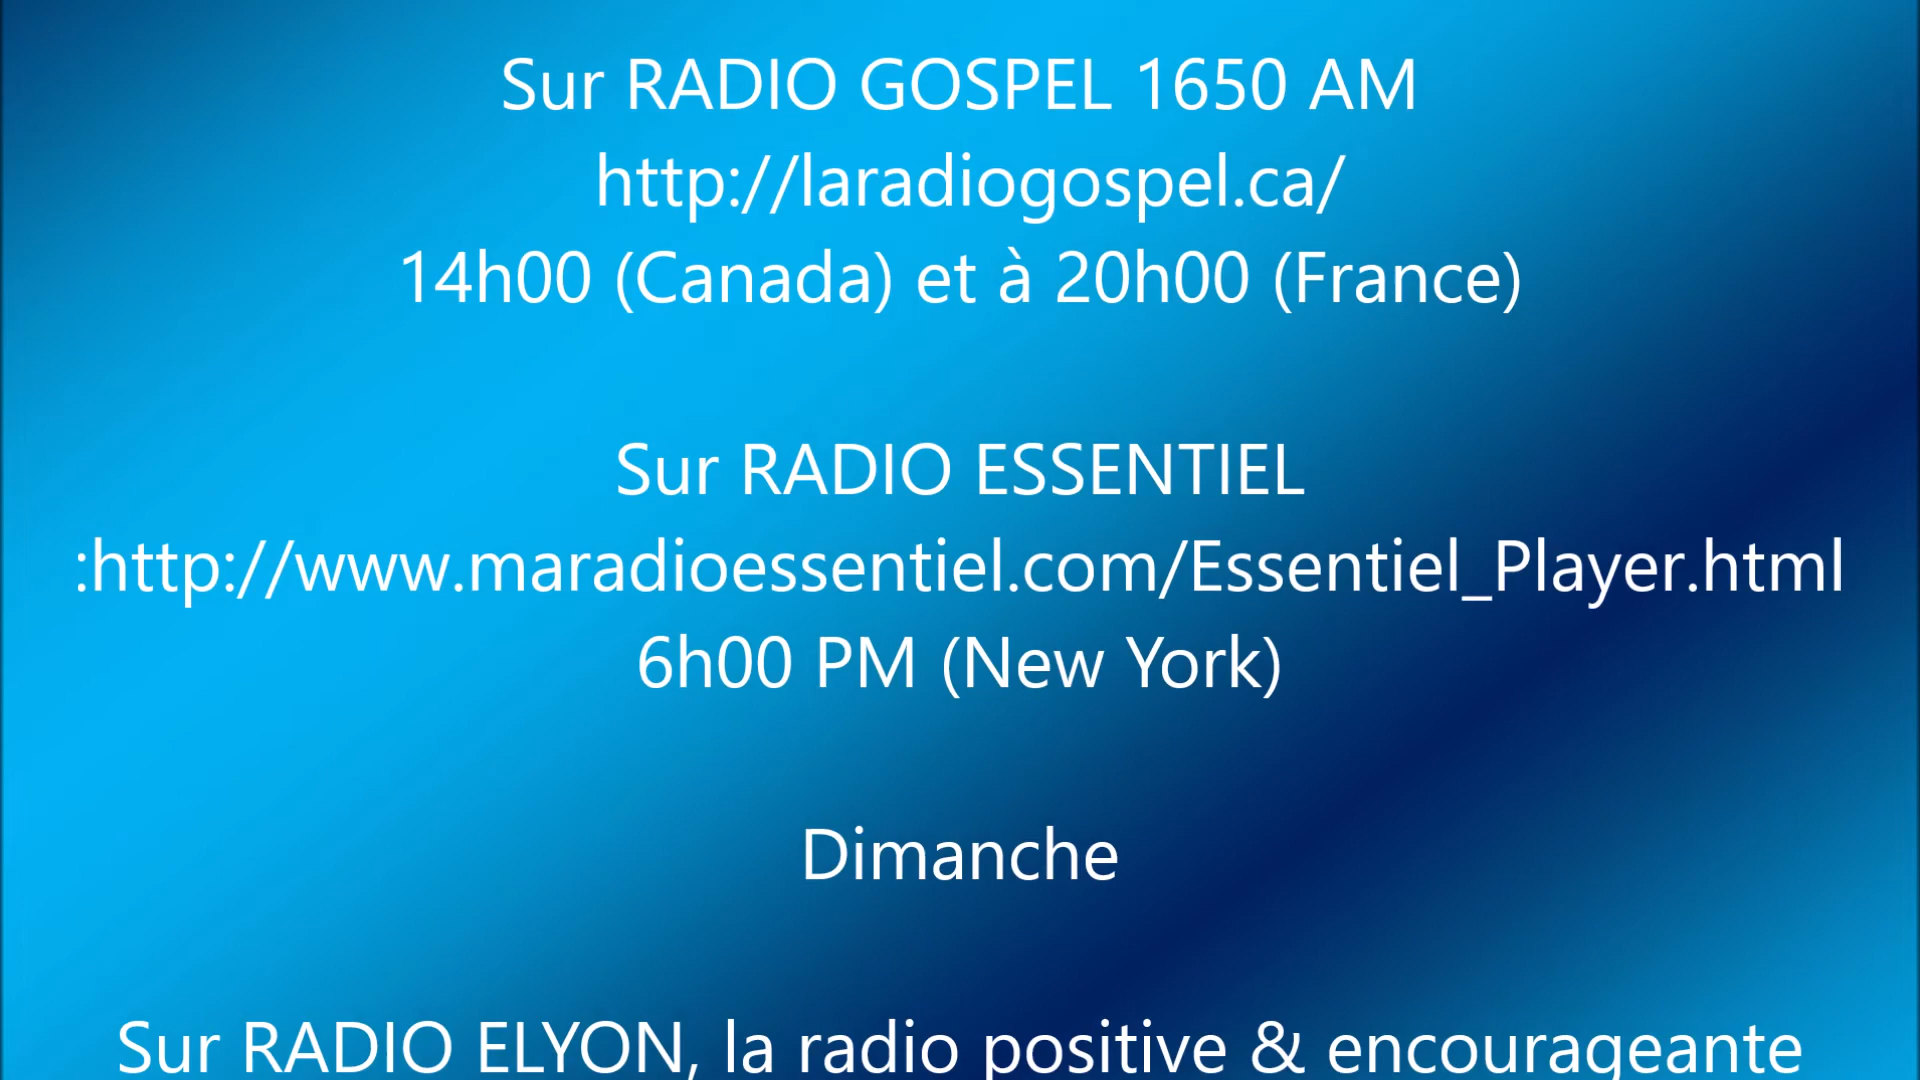 Sur RADIO GOSPEL 1650 AM
http://laradiogospel.ca/
14h00 (Canada) et à 20h00 (France)
Sur RADIO ESSENTIEL
:http://www.maradioessentiel.com/Essentiel_Player.html
6h00 PM (New York)
Dimanche
Sur RADIO ELYON, la radio positive & encourageante